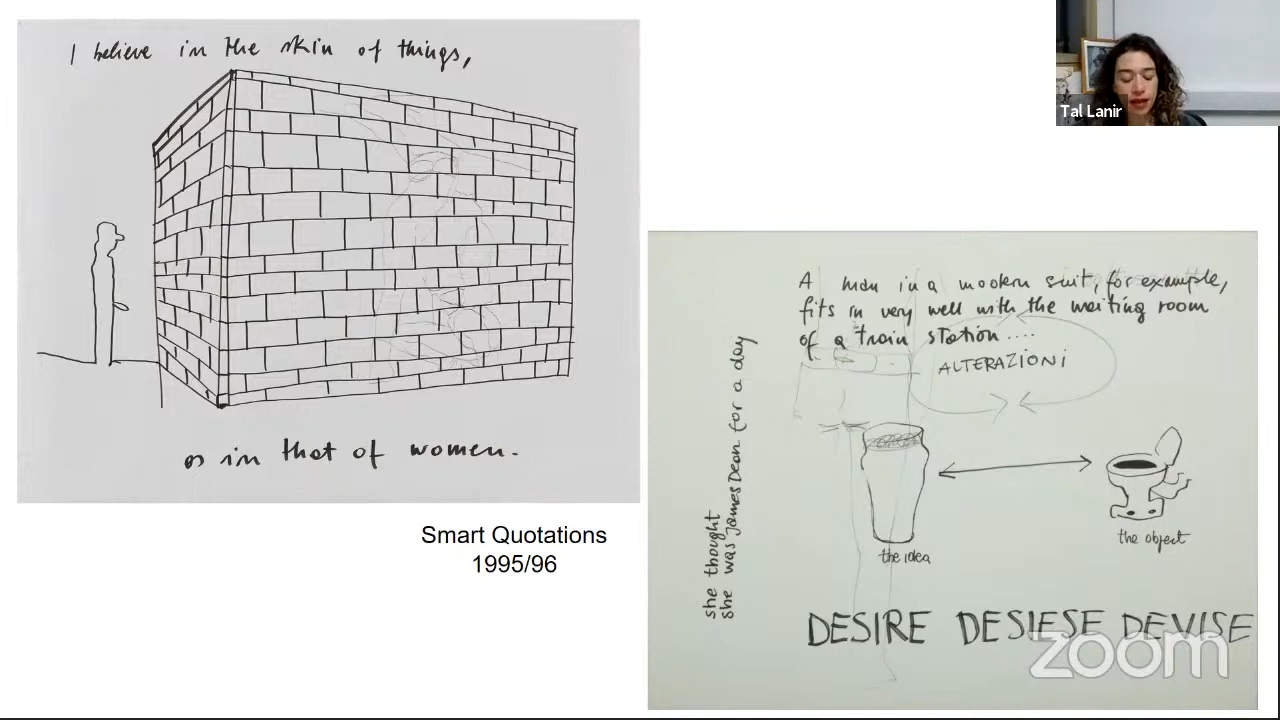 I believe in the skin of things,
as in that of women.
Smart Quotations
1995/96
Tal Lanir
A man in a modern suit, for example,
fits in very well with the waiting room
of a train station....
ALTERAZIONI
she thought
she was James Dean for a day
the idea
the object
DESIRE DESIESE DEVISE
zoom